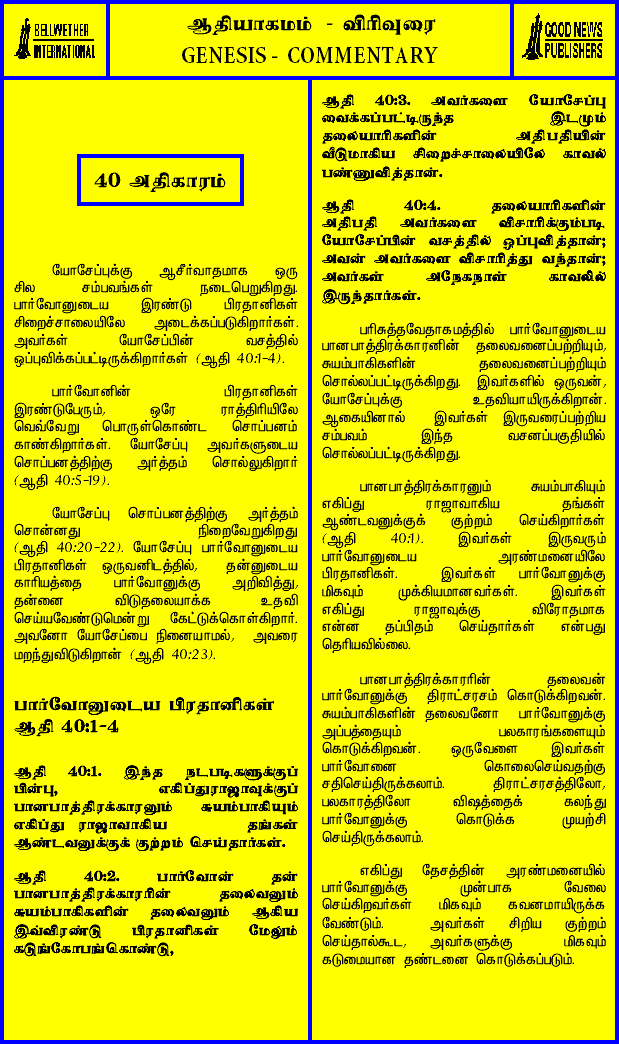 BELLWETHER
INTERNATIONAL
ஆதியாகமம் - விரிவுரை
GENESIS - COMMENTARY
GOOD NEWS
PUBLISHERS
40 அதிகாரம்
யோசேப்புக்கு ஆசீர்வாதமாக ஒரு
சில சம்பவங்கள் நடைபெறுகிறது.
பார்வோனுடைய இரண்டு பிரதானிகள்
சிறைச்சாலையிலே அடைக்கப்படுகிறார்கள்.
அவர்கள் யோசேப்பின் வசத்தில்
ஒப்புவிக்கப்பட்டிருக்கிறார்கள் (ஆதி 40:1-4).
பார்வோனின் பிரதானிகள்
இரண்டுபேரும், ஒரே ராத்திரியிலே
வெவ்வேறு பொருள்கொண்ட சொப்பனம்
காண்கிறார்கள். யோசேப்பு அவர்களுடைய
சொப்பனத்திற்கு அர்த்தம் சொல்லுகிறார்
(ஆதி 40:5-19).
யோசேப்பு சொப்பனத்திற்கு அர்த்தம்
சொன்னது நிறைவேறுகிறது
(ஆதி 40:20-22). யோசேப்பு பார்வோனுடைய
பிரதானிகள் ஒருவனிடத்தில், தன்னுடைய
காரியத்தை பார்வோனுக்கு அறிவித்து,
தன்னை விடுதலையாக்க உதவி
செய்யவேண்டுமென்று கேட்டுக்கொள்கிறார்.
அவனோ யோசேப்பை நினையாமல், அவரை
மறந்துவிடுகிறான் (ஆதி 40:23).
பார்வோனுடைய பிரதானிகள்
ஆதி 40:1-4
ஆதி 40:1. இந்த நடபடிகளுக்குப்
பின்பு, எகிப்துராஜாவுக்குப்
பானபாத்திரக்காரனும் சுயம்பாகியும்
எகிப்து ராஜாவாகிய தங்கள்
ஆண்டவனுக்குக் குற்றம் செய்தார்கள்.
ஆதி 40:2. பார்வோன் தன்
பானபாத்திரக்காரரின் தலைவனும்
சுயம்பாகிகளின் தலைவனும் ஆகிய
இவ்விரண்டு பிரதானிகள் மேலும்
கடுங்கோபங்கொண்டு,
ஆதி 40:3. அவர்களை யோசேப்பு
வைக்கப்பட்டிருந்த இடமும்
தலையாரிகளின் அதிபதியின்
வீடுமாகிய சிறைச்சாலையிலே காவல்
பண்ணுவித்தான்.
ஆதி 40:4. தலையாரிகளின்
அதிபதி அவர்களை விசாரிக்கும்படி
யோசேப்பின் வசத்தில் ஒப்புவித்தான்;
அவன் அவர்களை விசாரித்து வந்தான்;
அவர்கள் அநேகநாள் காவலில்
இருந்தார்கள்.
பரிசுத்தவேதாகமத்தில் பார்வோனுடைய
பானபாத்திரக்காரனின் தலைவனைப்பற்றியும்,
சுயம்பாகிகளின் தலைவனைப்பற்றியும்
சொல்லப்பட்டிருக்கிறது. இவர்களில் ஒருவன்,
யோசேப்புக்கு உதவியாயிருக்கிறான்.
ஆகையினால் இவர்கள் இருவரைப்பற்றிய
சம்பவம் இந்த வசனப்பகுதியில்
சொல்லப்பட்டிருக்கிறது.
பானபாத்திரக்காரனும் சுயம்பாகியும்
எகிப்து ராஜாவாகிய தங்கள்
ஆண்டவனுக்குக் குற்றம் செய்கிறார்கள்
(ஆதி 40:1). இவர்கள் இருவரும்
பார்வோனுடைய அரண்மனையிலே
பிரதானிகள். இவர்கள் பார்வோனுக்கு
மிகவும் முக்கியமானவர்கள். இவர்கள்
எகிப்து ராஜாவுக்கு விரோதமாக
என்ன தப்பிதம் செய்தார்கள் என்பது
தெரியவில்லை.
பானபாத்திரக்காரரின் தலைவன்
பார்வோனுக்கு திராட்சரசம் கொடுக்கிறவன்.
சுயம்பாகிகளின் தலைவனோ பார்வோனுக்கு
அப்பத்தையும் பலகாரங்களையும்
கொடுக்கிறவன். ஒருவேளை இவர்கள்
பார்வோனை கொலைசெய்வதற்கு
சதிசெய்திருக்கலாம். திராட்சரசத்திலோ,
பலகாரத்திலோ விஷத்தைக் கலந்து
பார்வோனுக்கு கொடுக்க முயற்சி
செய்திருக்கலாம்.
எகிப்து தேசத்தின் அரண்மனையில்
பார்வோனுக்கு முன்பாக வேலை
செய்கிறவர்கள் மிகவும் கவனமாயிருக்க
வேண்டும். அவர்கள் சிறிய குற்றம்
செய்தால்கூட, அவர்களுக்கு மிகவும்
கடுமையான தண்டனை கொடுக்கப்படும்.